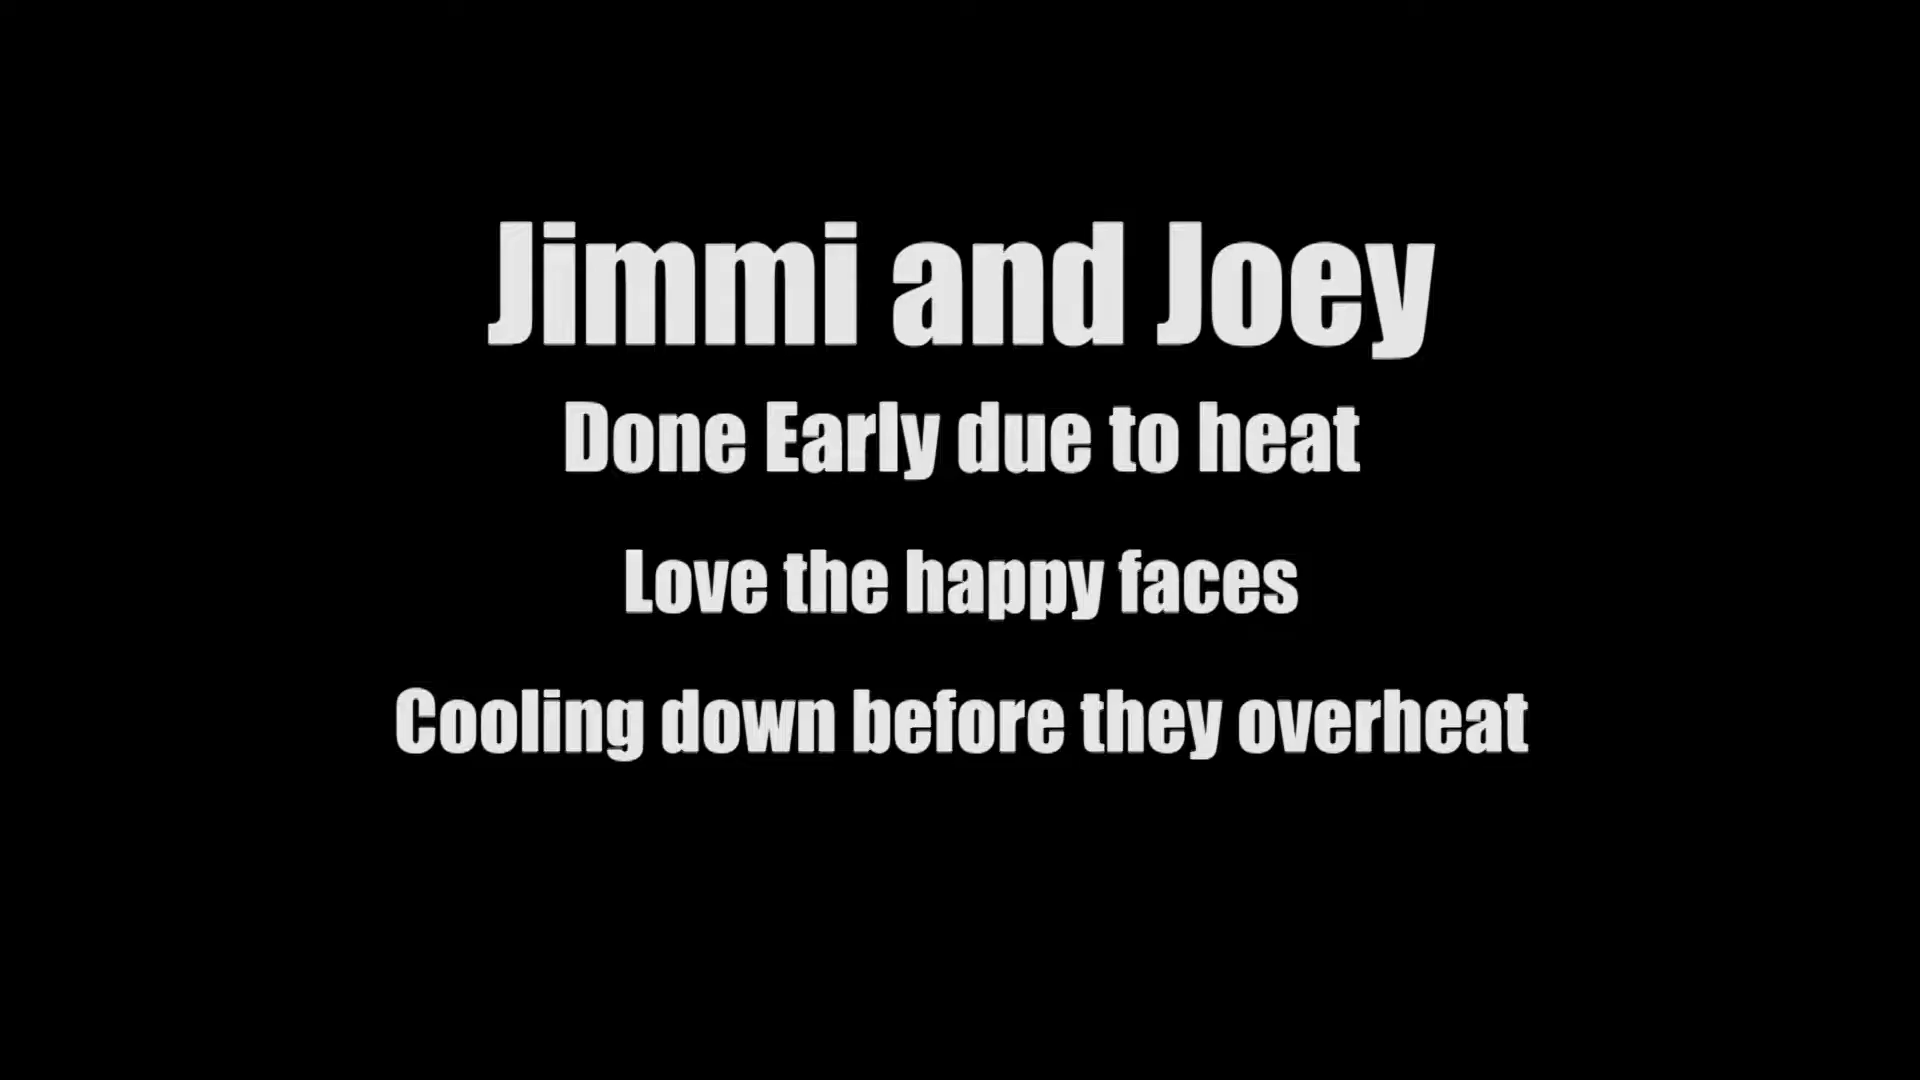 Jimmi and Joey
Done Early due to heat
Love the happy faces
Cooling down before they overheat